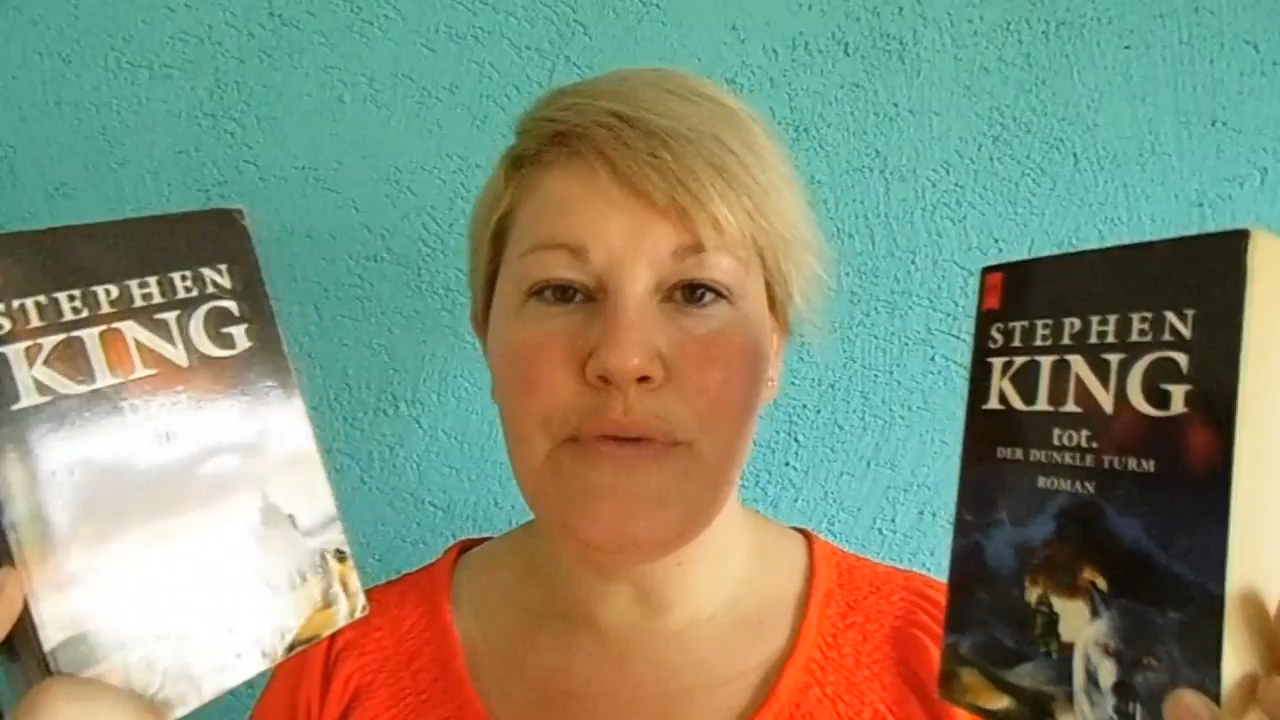 STEPHEN
KING
STEPHEN
KING
tot.
DER DUNKLE TURM
ROMAN